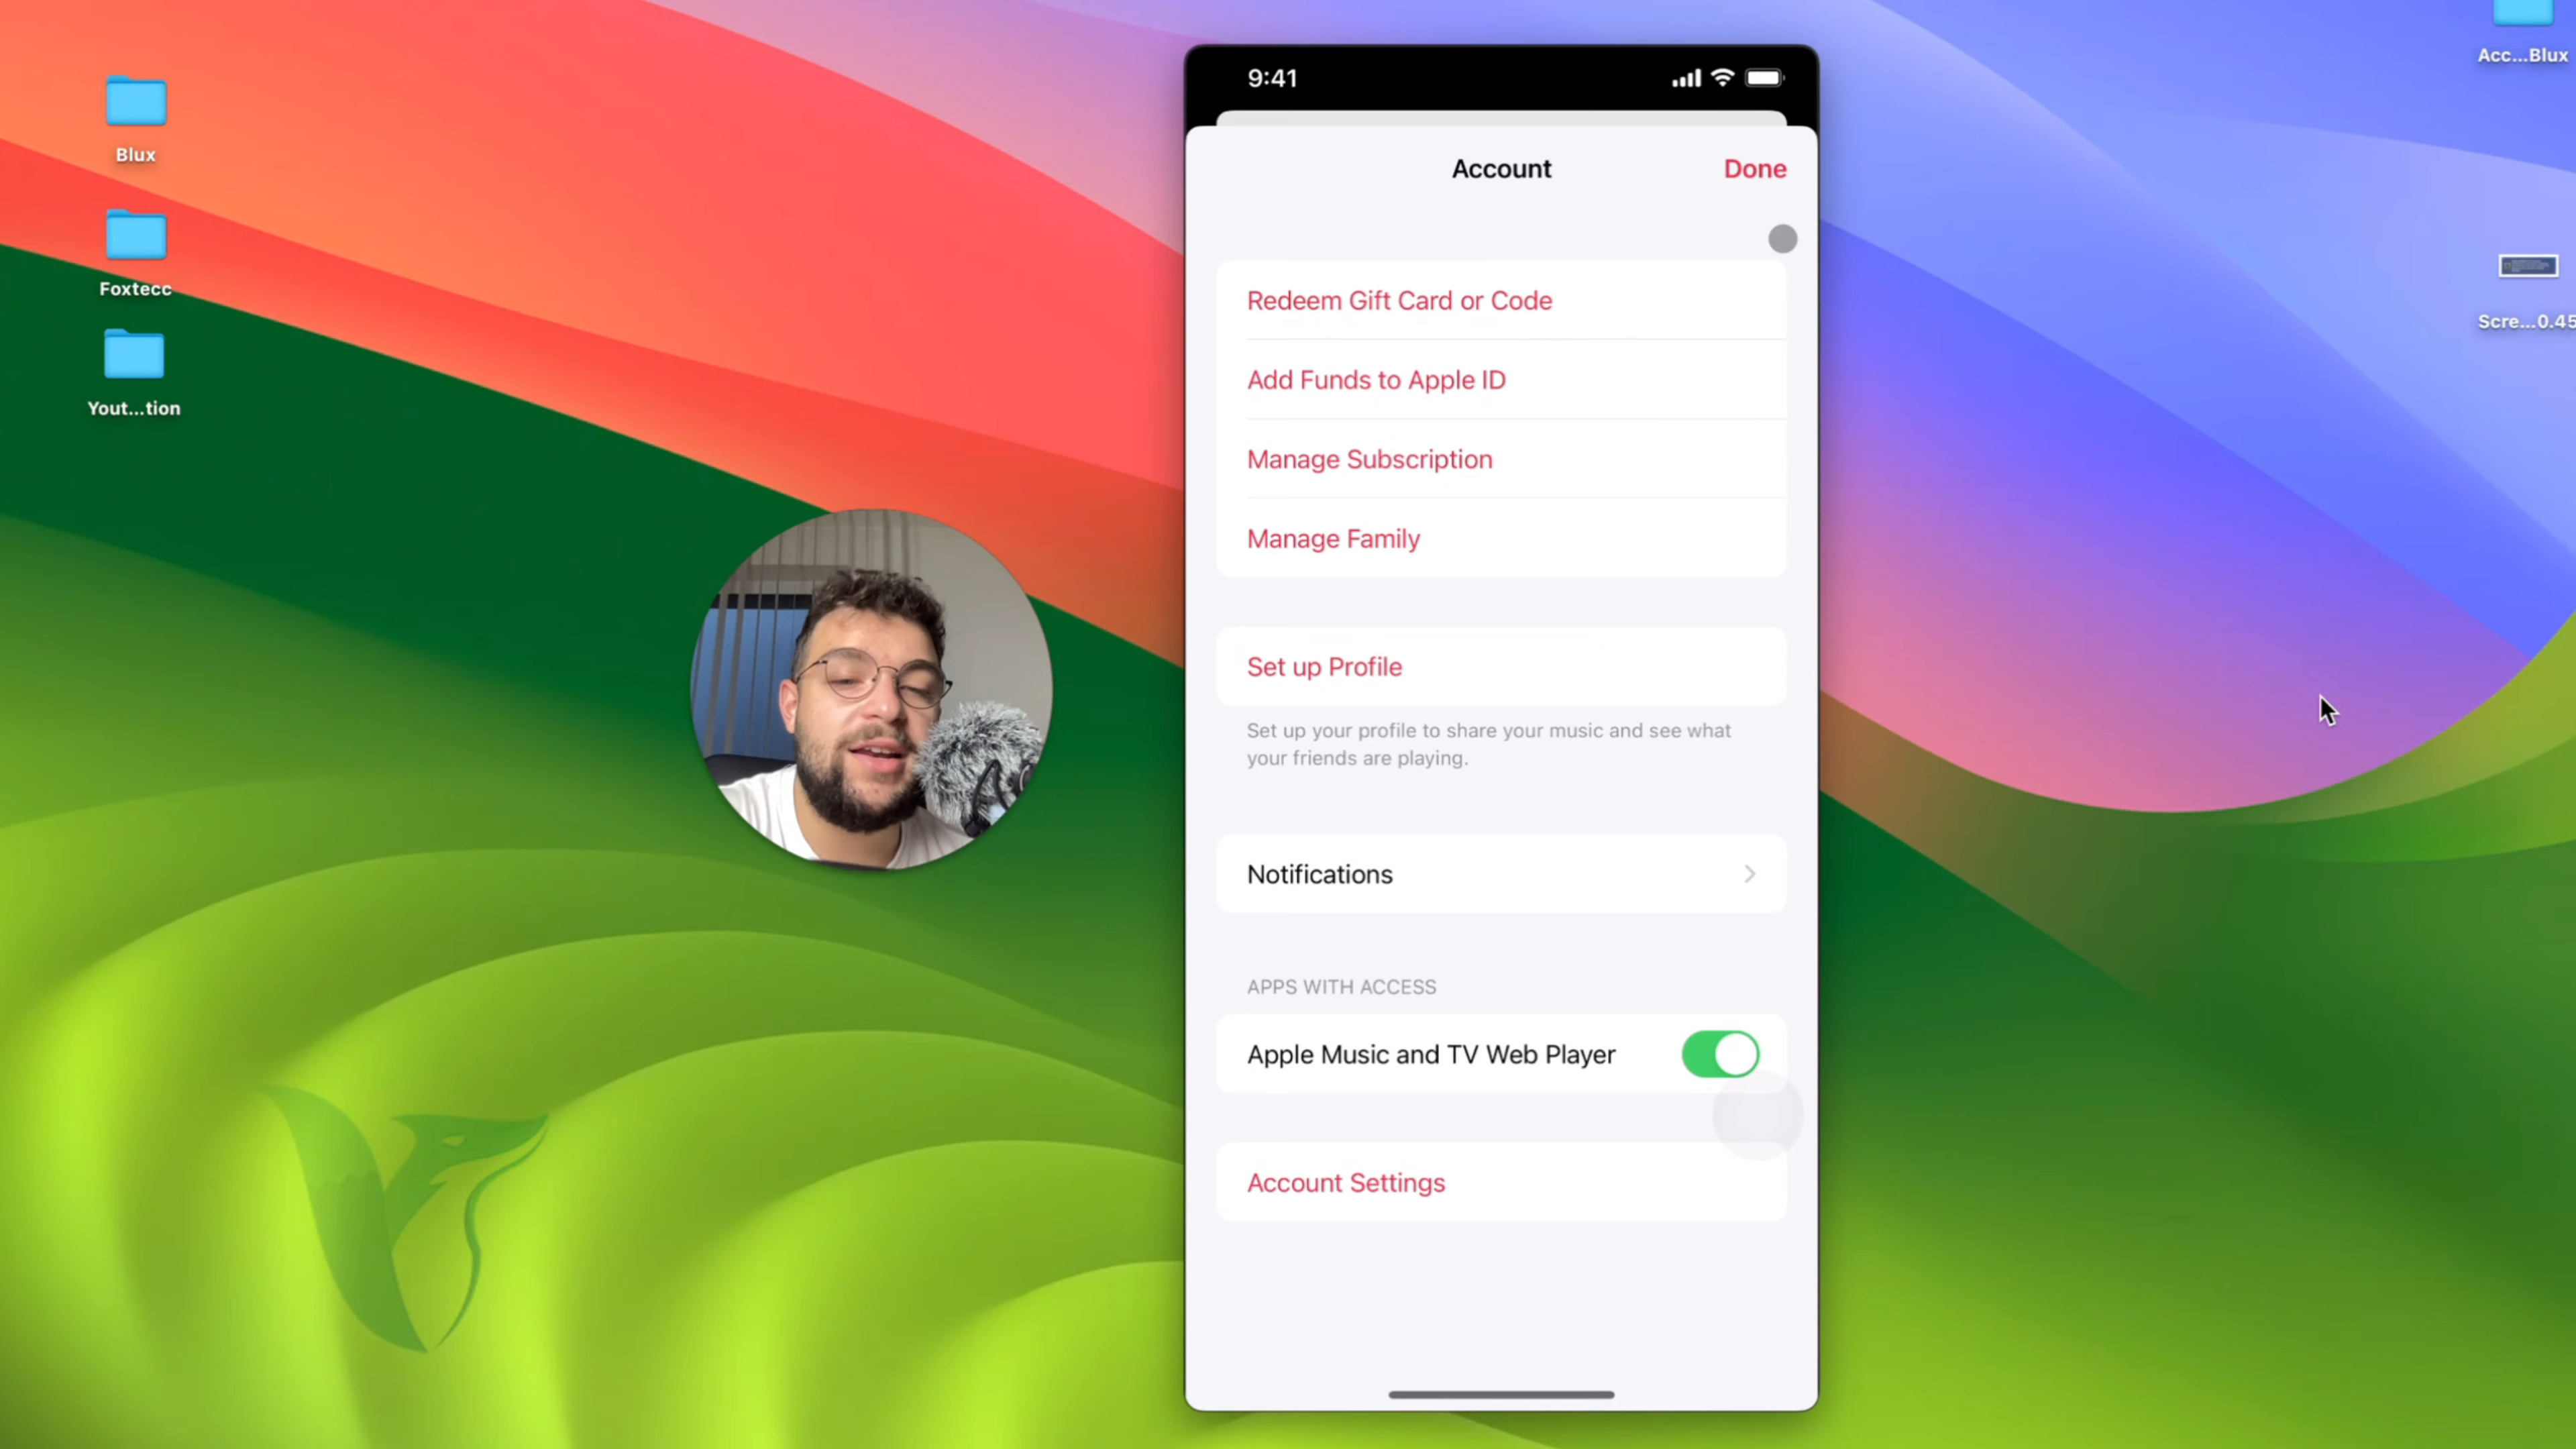 Blux
Foxtecc
Yout...tion
9:41
Account
Done
Redeem Gift Card or Code
Add Funds to Apple ID
Manage Subscription
Manage Family
Set up Profile
Set up your profile to share your music and see what
your friends are playing.
Notifications
APPS WITH ACCESS
Apple Music and TV Web Player
Account Settings
Acc...Blux
Scre...0.45